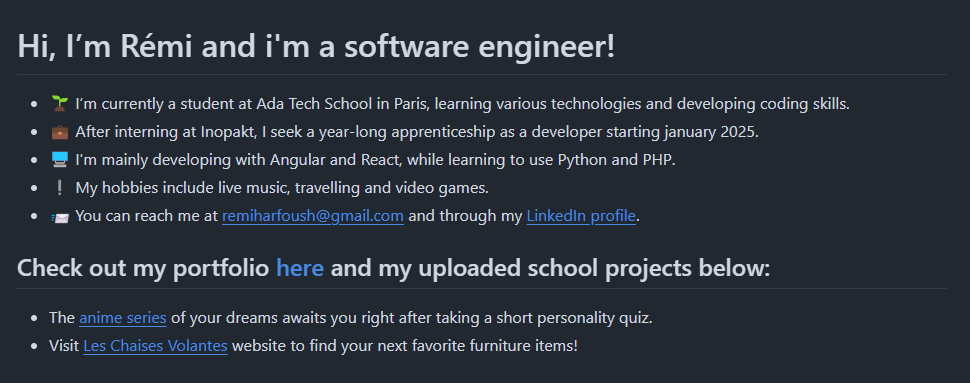 Hi, I’m Rémi and i'm a software engineer!
🌱 I’m currently a student at Ada Tech School in Paris, learning various technologies and developing coding skills.
💼 After interning at Inopakt, I seek a year-long apprenticeship as a developer starting january 2025.
💻 I'm mainly developing with Angular and React, while learning to use Python and PHP.
❕ My hobbies include live music, travelling and video games.
📨 You can reach me at remiharfoush@gmail.com and through my LinkedIn profile.
Check out my portfolio here and my uploaded school projects below:
The anime series of your dreams awaits you right after taking a short personality quiz.
Visit Les Chaises Volantes website to find your next favorite furniture items!